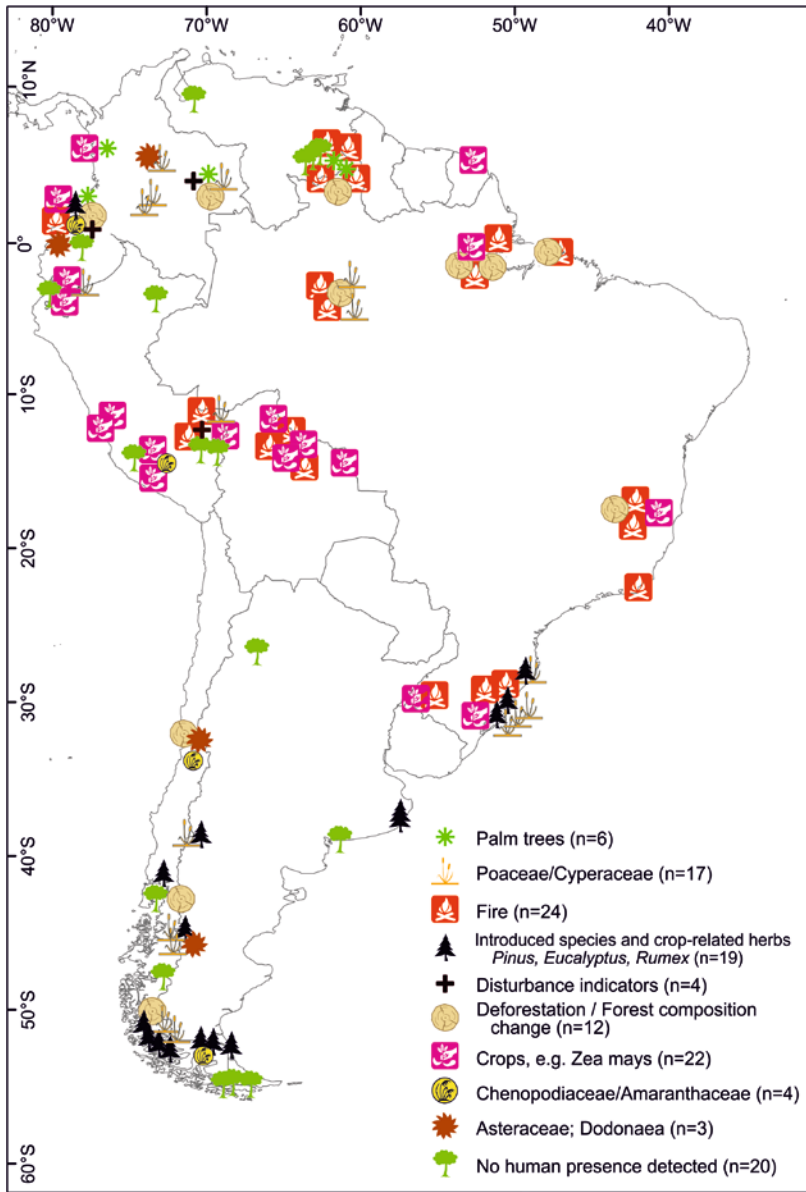 80°W 70°W 60°W 50°W 40°W
10°N
0°
10°S
20°S
30°S
40°S
50°S
60°S
Palm trees (n=6)
Poaceae/Cyperaceae (n=17)
Fire (n=24)
Introduced species and crop-related herbs
Pinus, Eucalyptus, Rumex (n=19)
Disturbance indicators (n=4)
Deforestation / Forest composition
change (n=12)
Crops, e.g. Zea mays (n=22)
Chenopodiaceae/Amaranthaceae (n=4)
Asteraceae; Dodonaea (n=3)
No human presence detected (n=20)